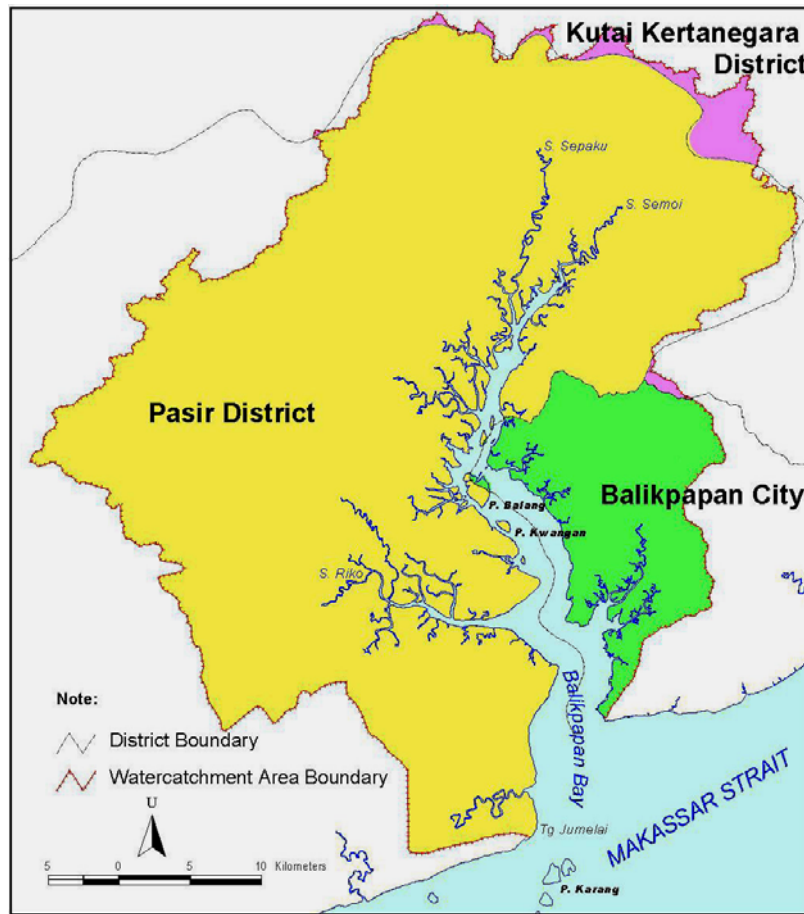 Kutai Kertanegara
District
S. Sepaku
S. Semoi
Pasir District
Balikpapan City
P. Balang
P. Kwangan
S. Riko
Balikpapan Bay
Note:
District Boundary
Watercatchment Area Boundary
MAKASSAR STRAIT
U
Tg Jumelai
5 0 5 10 Kilometers
P. Karang